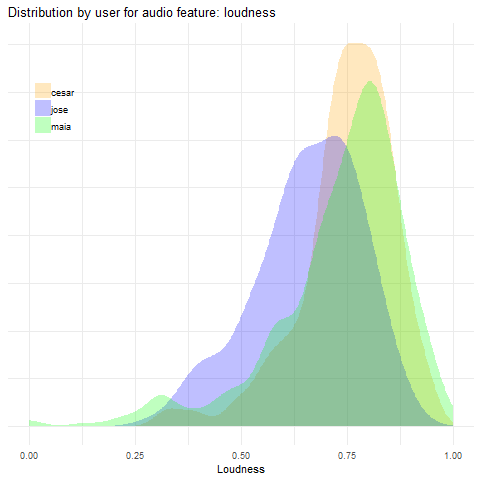 Distribution by user for audio feature: loudness
cesar
jose
maia
0.00 0.25 0.50 0.75 1.00
Loudness